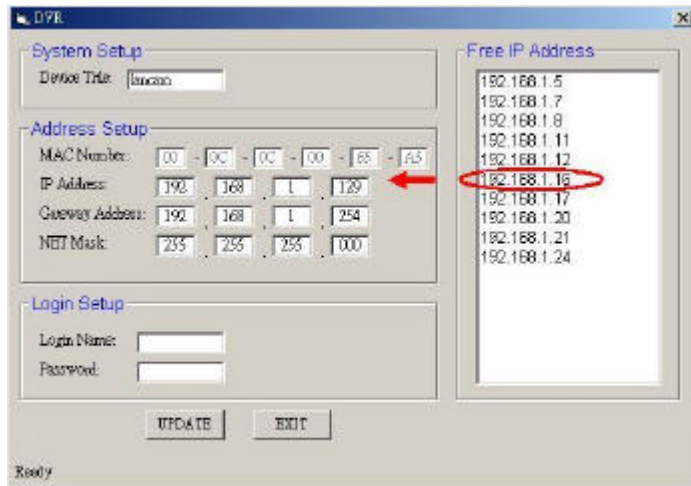 DVR
System Setup
Device Title:
Address Setup
MAC Number: 00 - 0C - 0C - 00 - 65 - A5
IP Address: 192 . 168 . 1 . 129
Gateway Address: 192 . 168 . 1 . 254
NET Mask: 255 . 255 . 255 . 000
Login Setup
Login Name:
Password:
UPDATE EXIT
Ready
Free IP Address
192.168.1.5
192.168.1.7
192.168.1.8
192.168.1.11
192.168.1.12
192.168.1.16
192.168.1.17
192.168.1.20
192.168.1.21
192.168.1.24